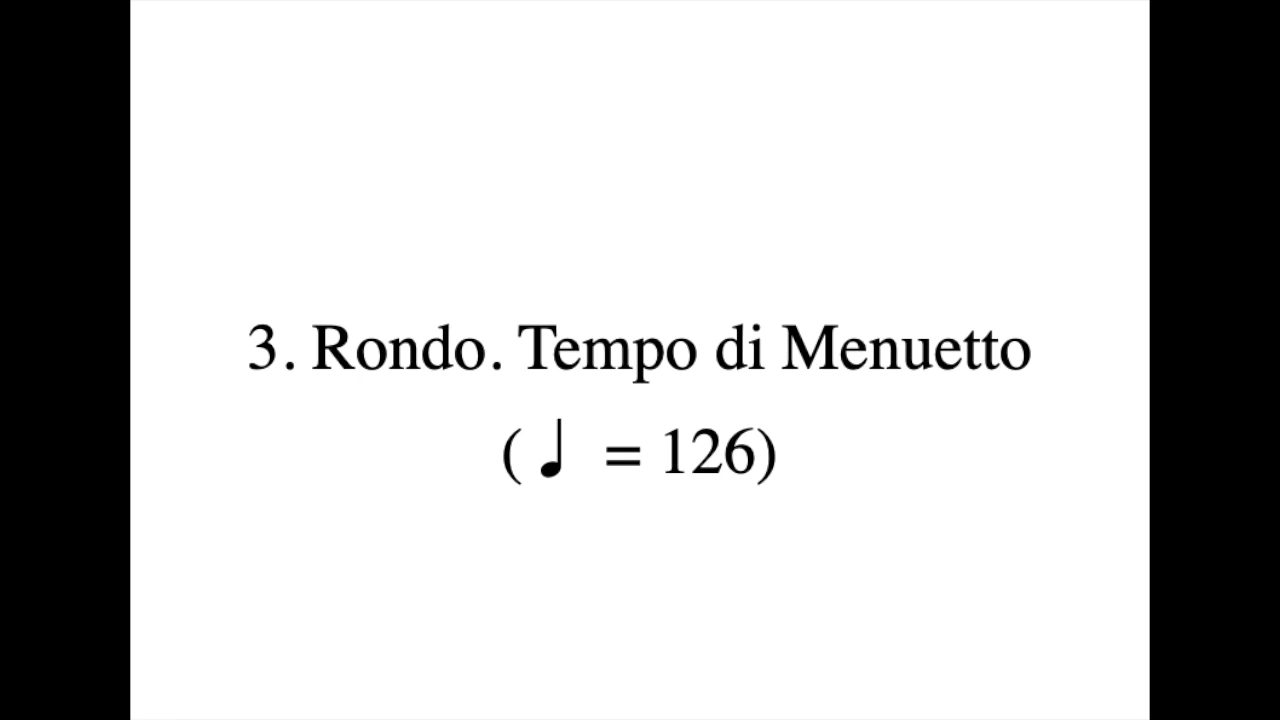 3. Rondo. Tempo di Menuetto
(♩ = 126)